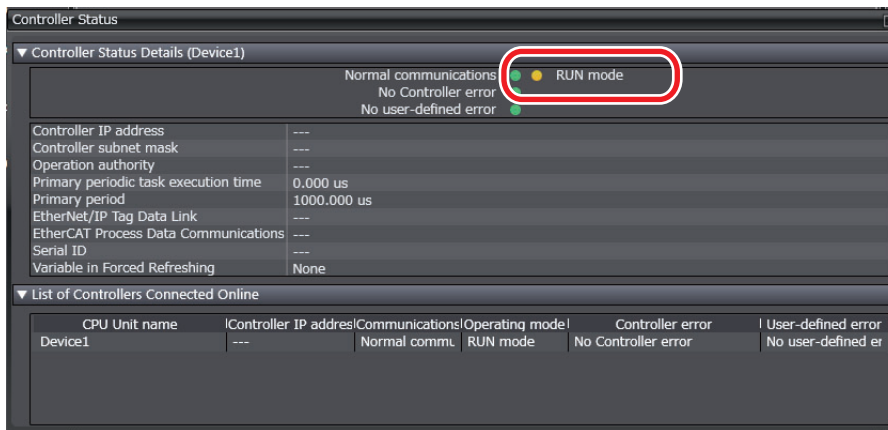 Controller Status
▼ Controller Status Details (Device1)
Normal communications RUN mode
No Controller error
No user-defined error
Controller IP address ---
Controller subnet mask ---
Operation authority ---
Primary periodic task execution time 0.000 us
Primary period 1000.000 us
EtherNet/IP Tag Data Link ---
EtherCAT Process Data Communications ---
Serial ID ---
Variable in Forced Refreshing None
▼ List of Controllers Connected Online
CPU Unit name Controller IP addres Communications Operating mode Controller error User-defined error
Device1 --- Normal commu RUN mode No Controller error No user-defined er